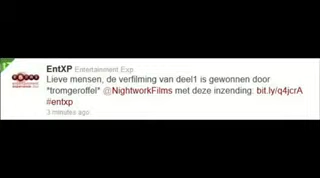 EntXP Entertainment Exp
Lieve mensen, de verfilming van deel1 is gewonnen door
*tromgeroffel* @NightworkFilms met deze inzending: bit.ly/q4jcrA
#entxp
3 minutes ago